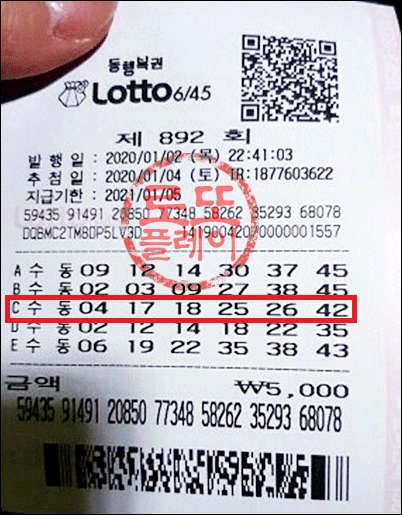 동행복권
Lotto 6/45
제 892 회
발 행 일 : 2020/01/02 (목) 22:41:03
추 첨 일 : 2020/01/04 (토) TR:1877603622
지급기한 : 2021/01/05
59435 91491 20850 77348 58262 35293 68078
로또
플레이
A 수 동 09 12 14 30 37 45
B 수 동 02 03 09 27 38 45
C 수 동 04 17 18 25 26 42
D 수 동 02 12 14 18 22 35
E 수 동 06 19 22 35 38 43
금액 ₩5,000
59435 91491 20850 77348 58262 35293 68078